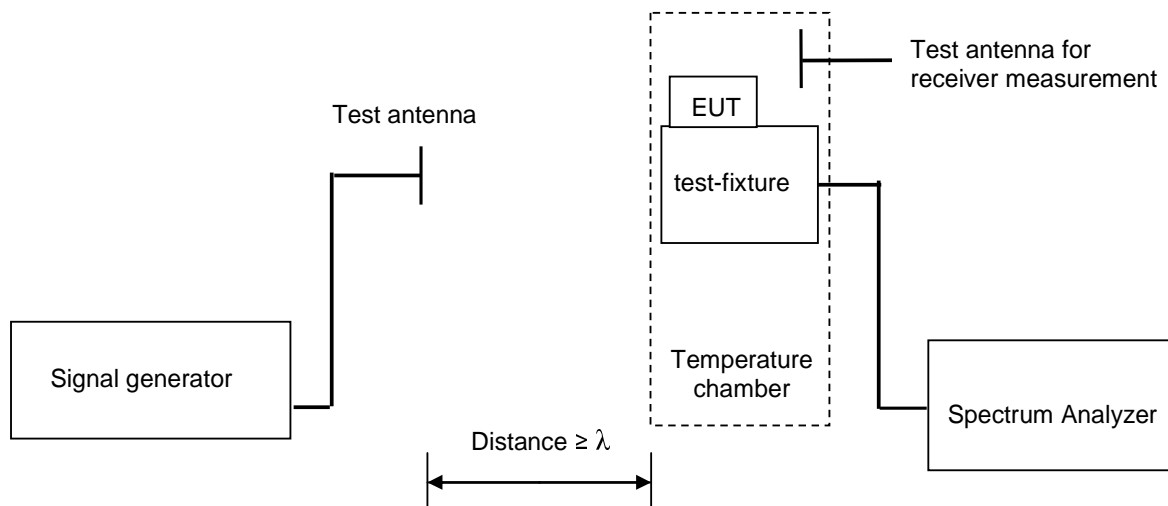 Test antenna for
receiver measurement
EUT
Test antenna
test-fixture
Temperature
chamber
Signal generator
Spectrum Analyzer
Distance ≥ λ